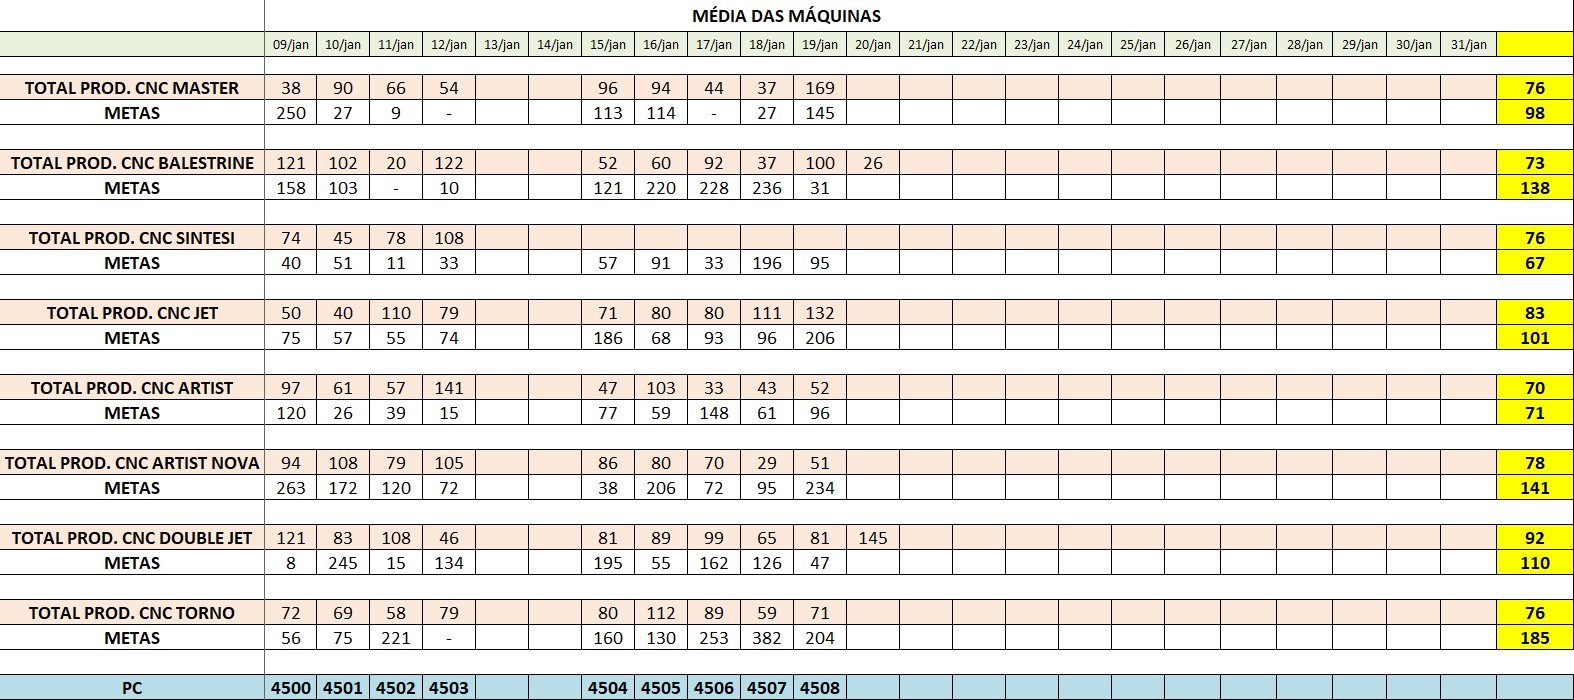 MÉDIA DAS MÁQUINAS
09/jan 10/jan 11/jan 12/jan 13/jan 14/jan 15/jan 16/jan 17/jan 18/jan 19/jan 20/jan 21/jan 22/jan 23/jan 24/jan 25/jan 26/jan 27/jan 28/jan 29/jan 30/jan 31/jan
TOTAL PROD. CNC MASTER 38 90 66 54 96 94 44 37 169 76
METAS 250 27 9 - 113 114 - 27 145 98
TOTAL PROD. CNC BALESTRINE 121 102 20 122 52 60 92 37 100 26 73
METAS 158 103 - 10 121 220 228 236 31 138
TOTAL PROD. CNC SINTESI 74 45 78 108 76
METAS 40 51 11 33 57 91 33 196 95 67
TOTAL PROD. CNC JET 50 40 110 79 71 80 80 111 132 83
METAS 75 57 55 74 186 68 93 96 206 101
TOTAL PROD. CNC ARTIST 97 61 57 141 47 103 33 43 52 70
METAS 120 26 39 15 77 59 148 61 96 71
TOTAL PROD. CNC ARTIST NOVA 94 108 79 105 86 80 70 29 51 78
METAS 263 172 120 72 38 206 72 95 234 141
TOTAL PROD. CNC DOUBLE JET 121 83 108 46 81 89 99 65 81 145 92
METAS 8 245 15 134 195 55 162 126 47 110
TOTAL PROD. CNC TORNO 72 69 58 79 80 112 89 59 71 76
METAS 56 75 221 - 160 130 253 382 204 185
PC 4500 4501 4502 4503 4504 4505 4506 4507 4508